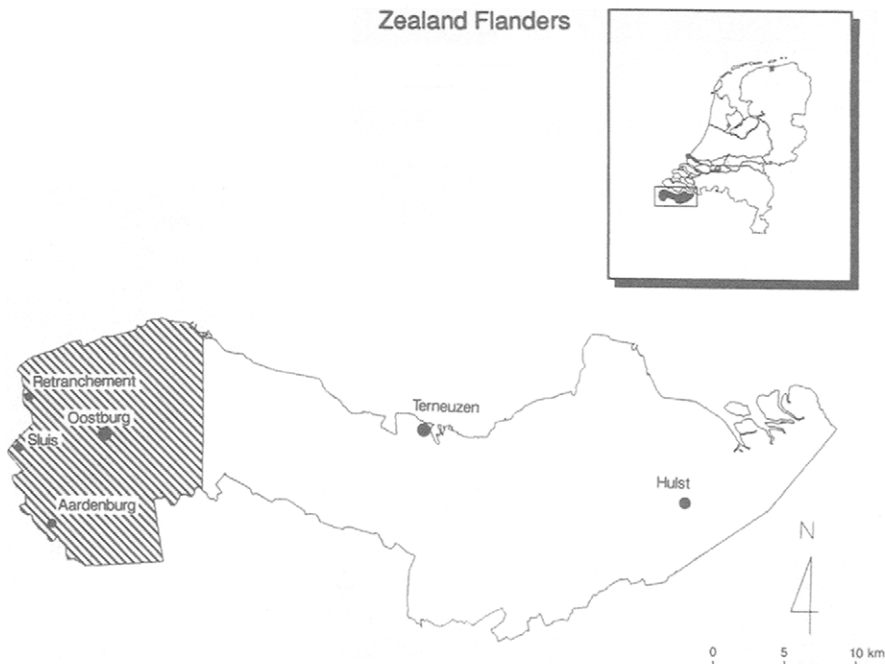 Zealand Flanders
Retranchement
Oostburg
Sluis
Aardenburg
Terneuzen
Hulst
N
0 5 10 km